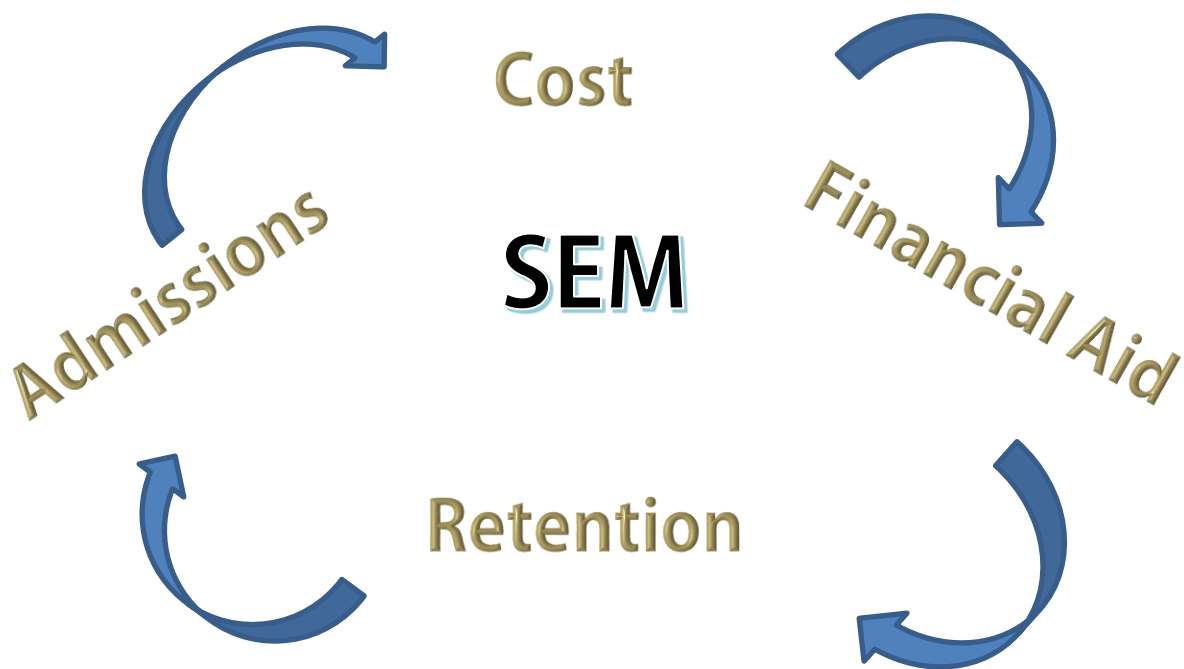 Cost
Admissions
SEM
Financial Aid
Retention